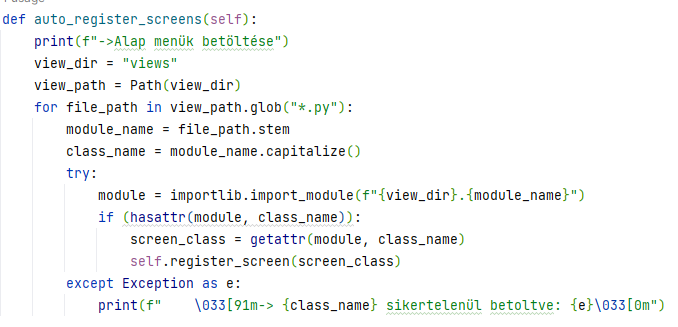 def auto_register_screens(self):
    print(f"->Alap menük betöltése")
    view_dir = "views"
    view_path = Path(view_dir)
    for file_path in view_path.glob("*.py"):
        module_name = file_path.stem
        class_name = module_name.capitalize()
        try:
            module = importlib.import_module(f"{view_dir}.{module_name}")
            if (hasattr(module, class_name)):
                screen_class = getattr(module, class_name)
                self.register_screen(screen_class)
        except Exception as e:
            print(f"    \033[91m-> {class_name} sikertelenül betoltve: {e}\033[0m")